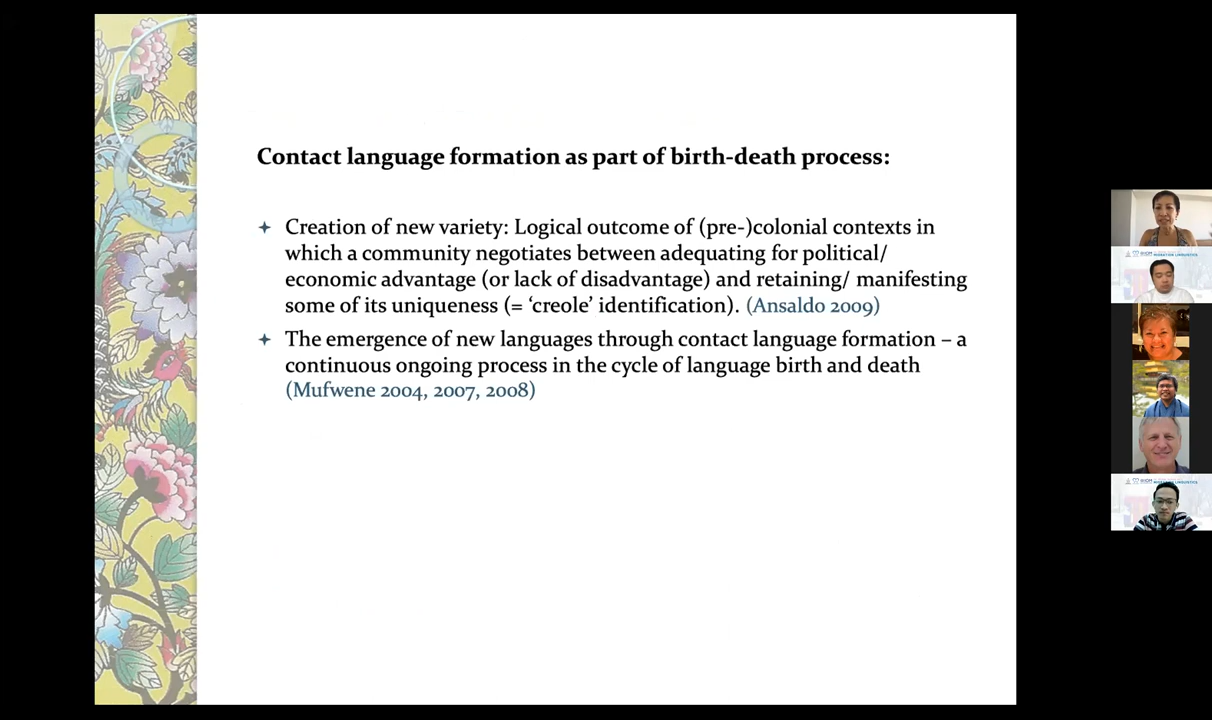 Contact language formation as part of birth-death process:
Creation of new variety: Logical outcome of (pre-)colonial contexts in
which a community negotiates between adequating for political/
economic advantage (or lack of disadvantage) and retaining/ manifesting
some of its uniqueness (= ‘creole’ identification). (Ansaldo 2009)
The emergence of new languages through contact language formation – a
continuous ongoing process in the cycle of language birth and death
(Mufwene 2004, 2007, 2008)